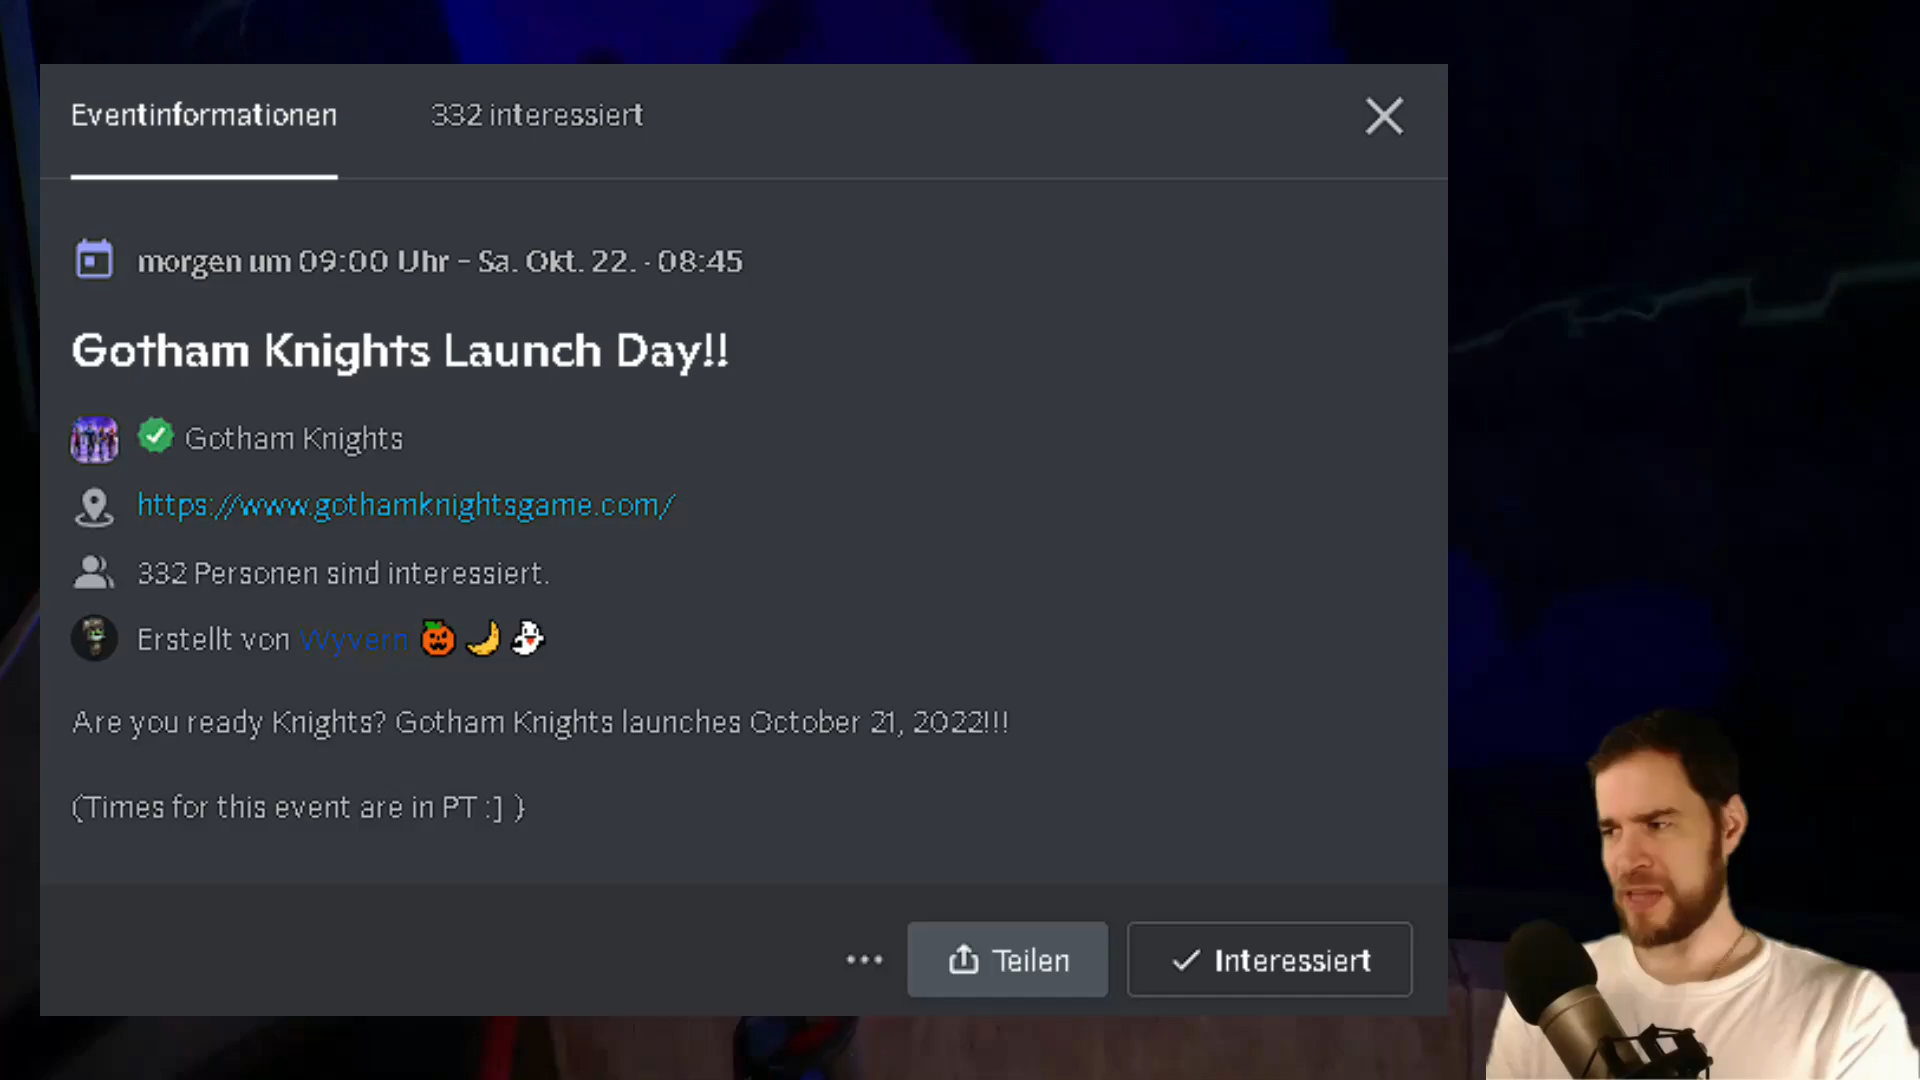 Eventinformationen 332 interessiert
morgen um 09:00 Uhr – Sa. Okt. 22. · 08:45
Gotham Knights Launch Day!!
Gotham Knights
https://www.gothamknightsgame.com/
332 Personen sind interessiert.
Erstellt von Wyvern 🎃 🌙 👻
Are you ready Knights? Gotham Knights launches October 21, 2022!!!
(Times for this event are in PT :] )
Teilen Interessiert